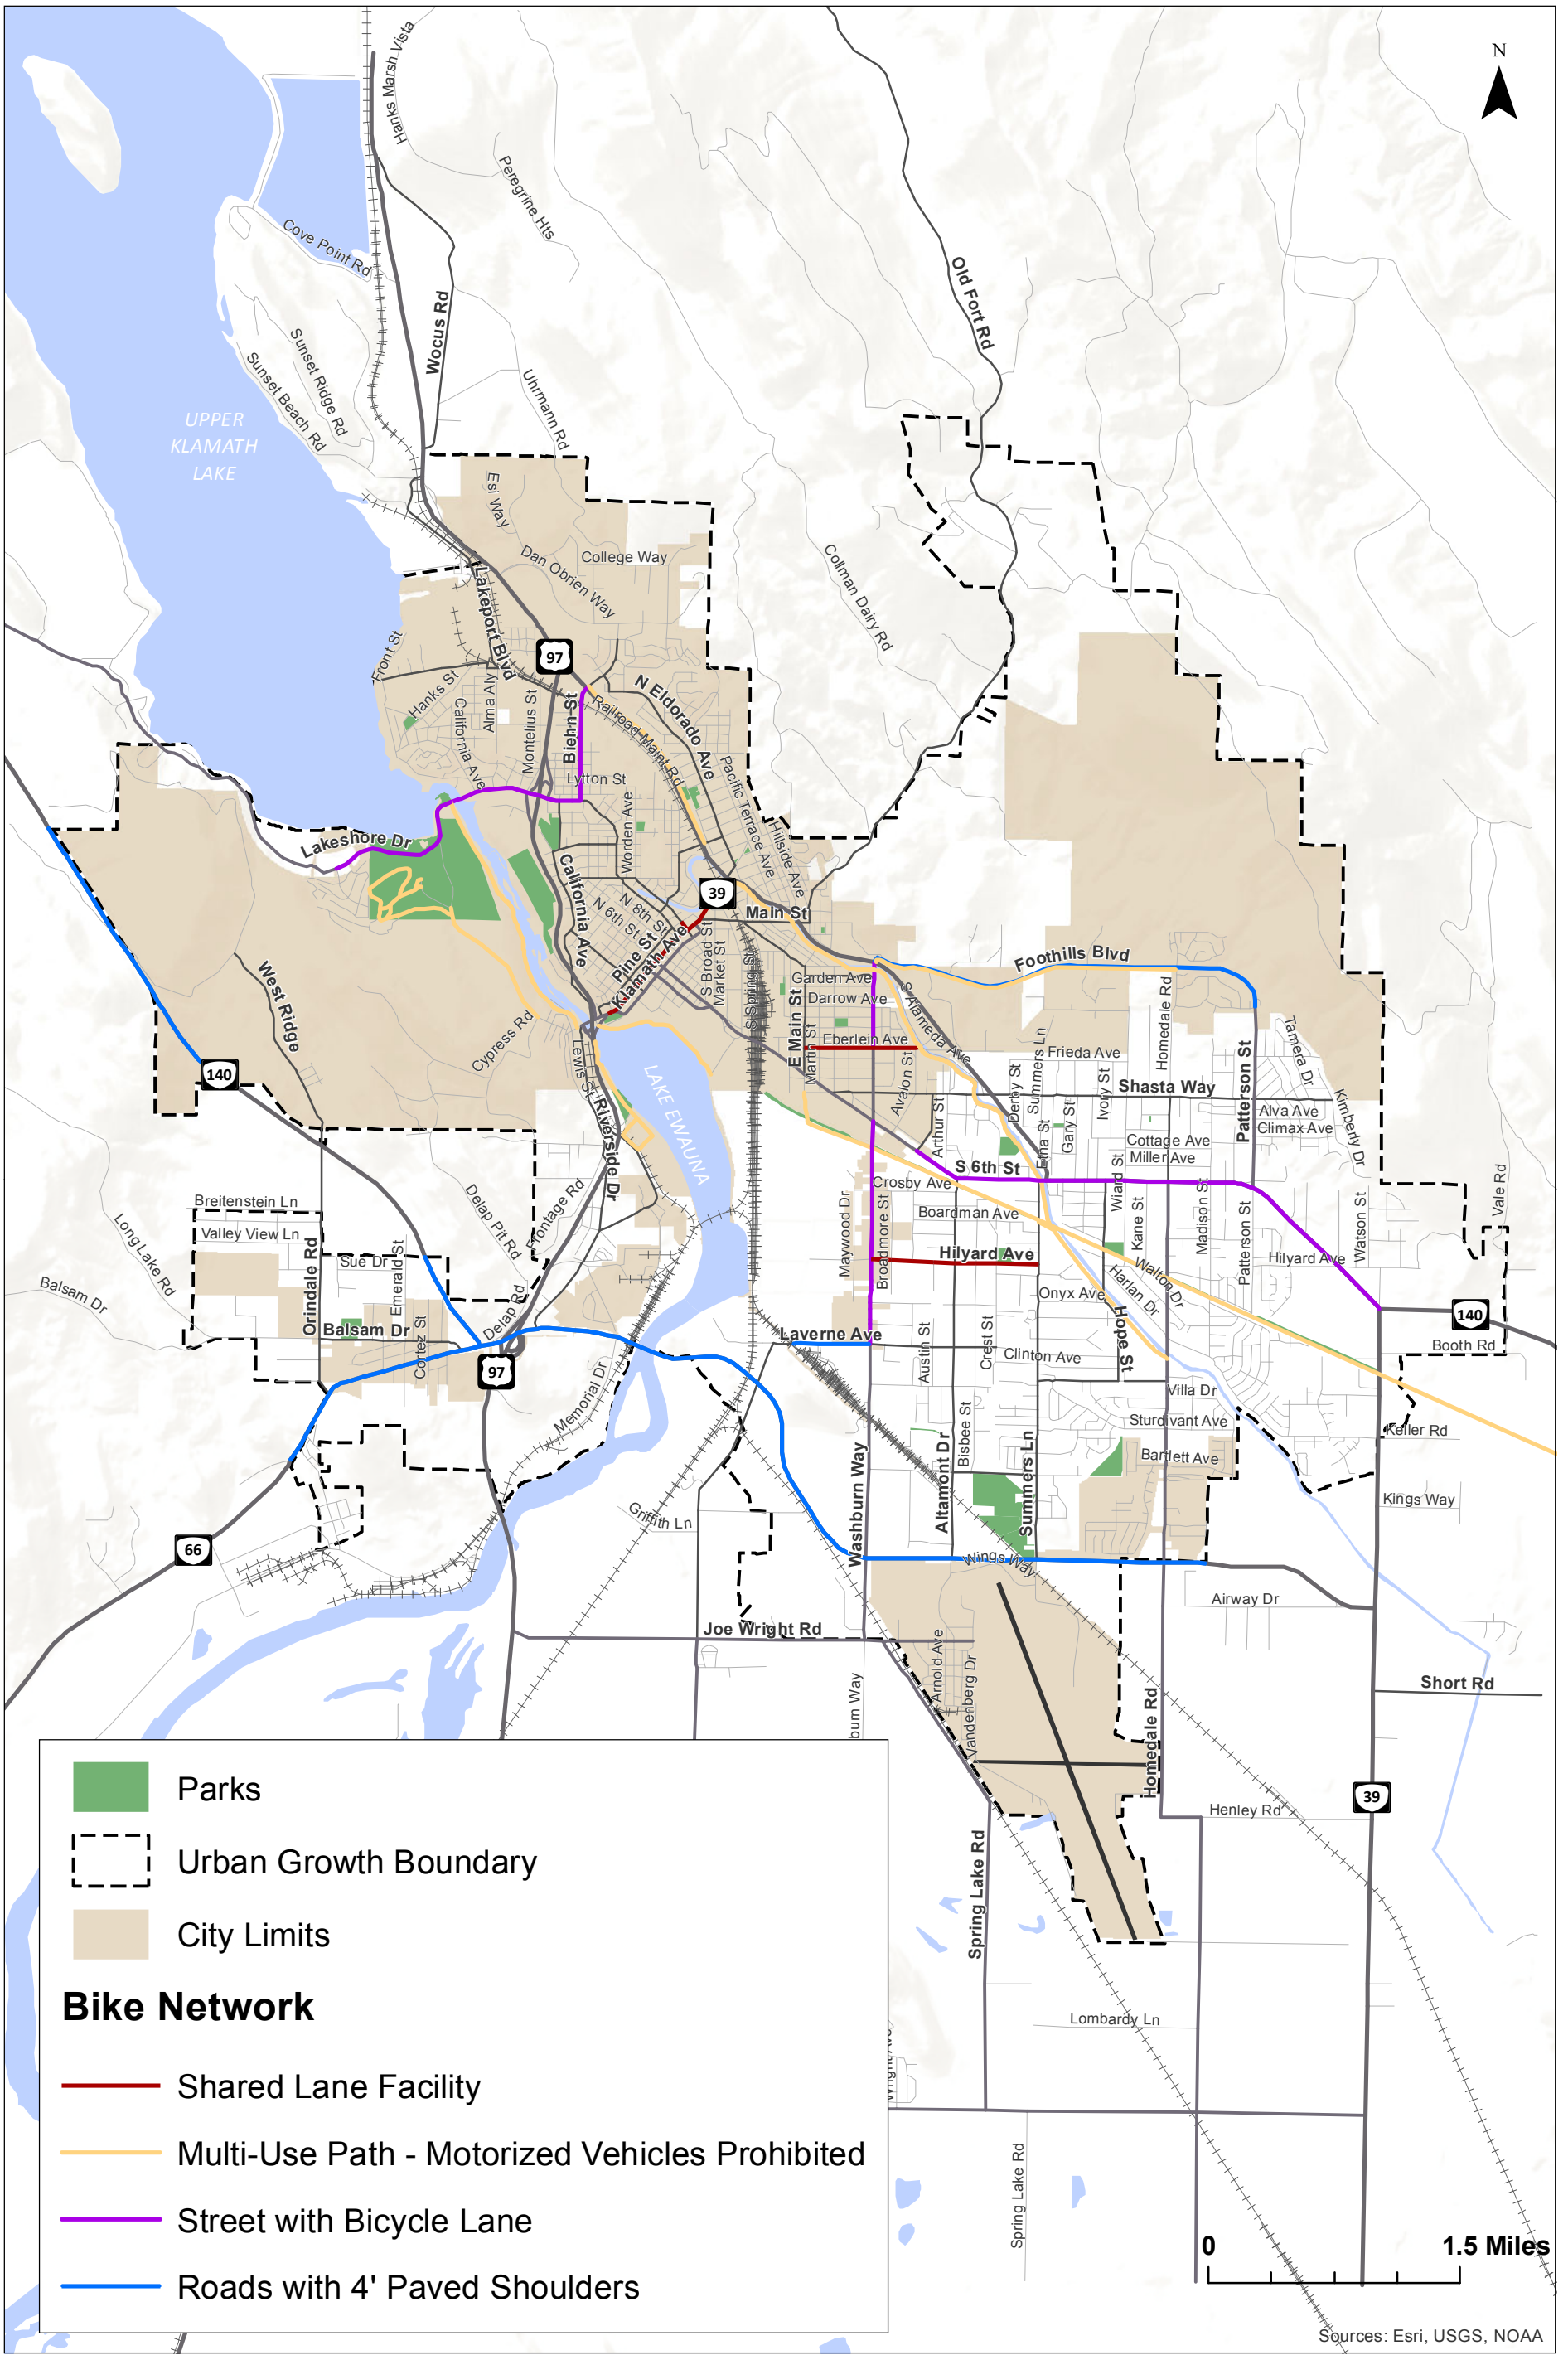 N
Hanks Marsh Vista
Peregrine Hts
Cove Point Rd
Old Fort Rd
Wocus Rd
Sunset Ridge Rd
Sunset Beach Rd
Uhrmann Rd
UPPER
KLAMATH
LAKE
Esi Way
College Way
Dan Obrien Way
Collman Dairy Rd
Lakeport Blvd
97
Front St
Hanks St
Alma Aly
California Ave
Montelius St
Biehn St
N Eldorado Ave
Railroad Maint Rd
Lytton St
Pacific Terrace Ave
Hillside Ave
Worden Ave
Lakeshore Dr
California Ave
39
N 8th St
N 6th St
Main St
Pine St
Klamath Ave
S Broad St
Market St
S Spring St
Foothills Blvd
Garden Ave
Darrow Ave
S Alameda Ave
E Main St
Martin St
Eberlein Ave
Avalon St
West Ridge
Cypress Rd
Lewis St
Riverside Dr
LAKE EWAUNA
140
Homedale Rd
Frieda Ave
Summers Ln
Derby St
Shasta Way
Ivory St
Gary St
Etna St
Arthur St
Patterson St
Tamera Dr
Kimberly Dr
Alva Ave
Climax Ave
Cottage Ave
Miller Ave
S 6th St
Wiard St
Kane St
Madison St
Patterson St
Watson St
Vale Rd
Crosby Ave
Boardman Ave
Maywood Dr
Broadmore St
Hilyard Ave
Hilyard Ave
Walton Dr
Harlan Dr
Onyx Ave
Hope St
Breitenstein Ln
Valley View Ln
Long Lake Rd
Balsam Dr
Sue Dr
Orindale Rd
Emerald St
Balsam Dr
Cortez St
Delap Pit Rd
Frontage Rd
Delap Rd
97
Memorial Dr
Laverne Ave
Austin St
Crest St
Clinton Ave
140
Booth Rd
Villa Dr
Sturdivant Ave
Bartlett Ave
Keller Rd
Kings Way
Bisbee St
Altamont Dr
Summers Ln
Washburn Way
Griffith Ln
66
Wings Way
Airway Dr
Joe Wright Rd
Arnold Ave
Vandenberg Dr
burn Way
Homedale Rd
Short Rd
39
Henley Rd
Spring Lake Rd
Lombardy Ln
Spring Lake Rd
Parks
Urban Growth Boundary
City Limits
Bike Network
Shared Lane Facility
Multi-Use Path - Motorized Vehicles Prohibited
Street with Bicycle Lane
Roads with 4' Paved Shoulders
0 1.5 Miles
Sources: Esri, USGS, NOAA